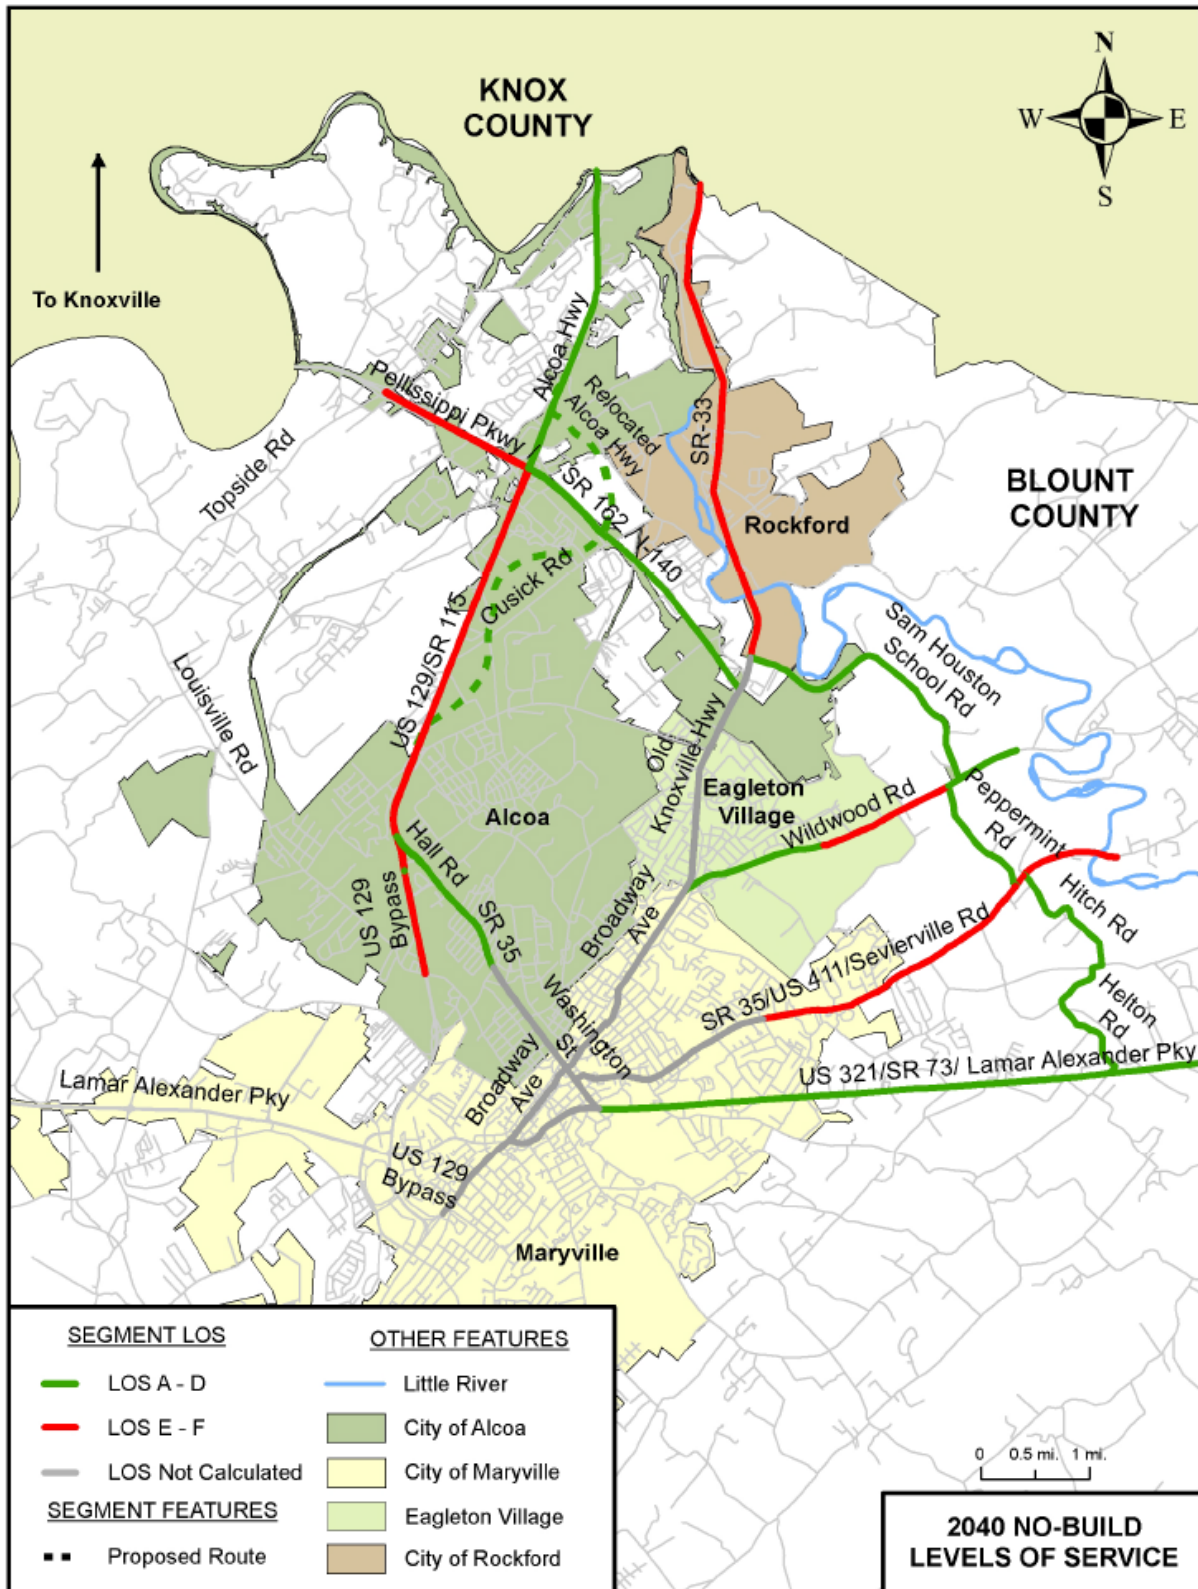 KNOX
COUNTY
N
W
E
S
To Knoxville
Alcoa Hwy
Pellissippi Pkwy
Relocated
Alcoa Hwy
SR-33
Topside Rd
SR 162
I-140
BLOUNT
COUNTY
Rockford
Cusick Rd
US 129/SR 115
Sam Houston
School Rd
Louisville Rd
Old
Knoxville Hwy
Eagleton
Village
Alcoa
Wildwood Rd
Peppermint
Rd
Hall Rd
US 129
Bypass
SR 35
Broadway
Ave
Hitch Rd
SR 35/US 411/Sevierville Rd
Washington
St
Helton
Rd
Broadway
Ave
US 321/SR 73/ Lamar Alexander Pky
Lamar Alexander Pky
US 129
Bypass
Maryville
SEGMENT LOS
LOS A - D
LOS E - F
LOS Not Calculated
SEGMENT FEATURES
Proposed Route
OTHER FEATURES
Little River
City of Alcoa
City of Maryville
Eagleton Village
City of Rockford
0 0.5 mi. 1 mi.
2040 NO-BUILD
LEVELS OF SERVICE